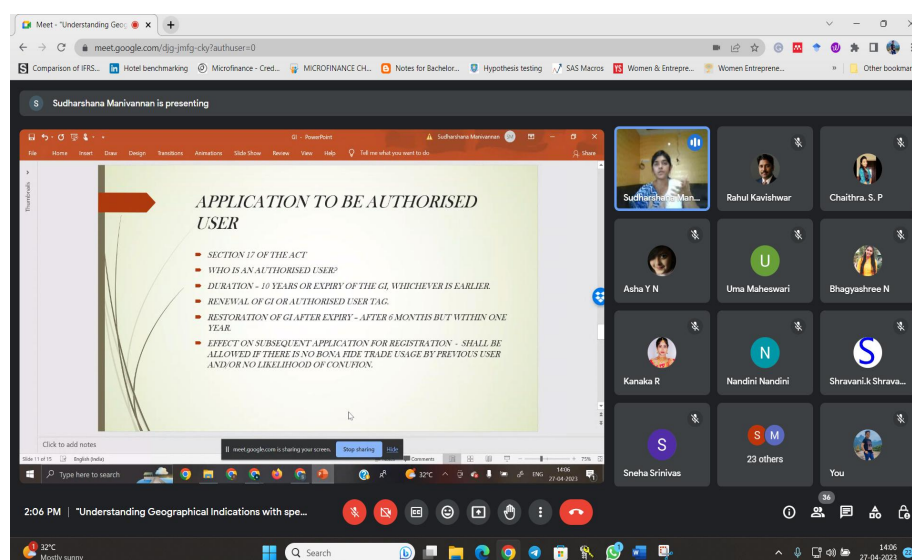 Meet - "Understanding Geog
meet.google.com/djg-jmfg-cky?authuser=0
Comparison of IFRS...
Hotel benchmarking
Microfinance - Cred...
MICROFINANCE CH...
Notes for Bachelor...
Hypothesis testing
SAS Macros
Women & Entrepre...
Women Entreprene...
Other bookmar
S Sudharshana Manivannan is presenting
GI - PowerPoint
Sudharshana Manivannan
File Home Insert Draw Design Transitions Animations Slide Show Review View Help Tell me what you want to do Share
Thumbnails
APPLICATION TO BE AUTHORISED
USER
SECTION 17 OF THE ACT
WHO IS AN AUTHORISED USER?
DURATION – 10 YEARS OR EXPIRY OF THE GI, WHICHEVER IS EARLIER.
RENEWAL OF GI OR AUTHORISED USER TAG.
RESTORATION OF GI AFTER EXPIRY – AFTER 6 MONTHS BUT WITHIN ONE
YEAR.
EFFECT ON SUBSEQUENT APPLICATION FOR REGISTRATION - SHALL BE
ALLOWED IF THERE IS NO BONA FIDE TRADE USAGE BY PREVIOUS USER
AND/OR NO LIKELIHOOD OF CONUFION.
Click to add notes
meet.google.com is sharing your screen. Stop sharing Hide
Slide 11 of 15 English (India) Comments 75%
Type here to search 32°C ENG 14:06
27-04-2023
Sudharshana Man...
Rahul Kavishwar
Chaithra. S. P
Asha Y N
U
Uma Maheswari
Bhagyashree N
Kanaka R
N
Nandini Nandini
S
Shravani.k Shrava...
S
Sneha Srinivas
S M
23 others
You
2:06 PM | "Understanding Geographical Indications with spe...
36
32°C
Mostly sunny
Search
14:06
27-04-2023